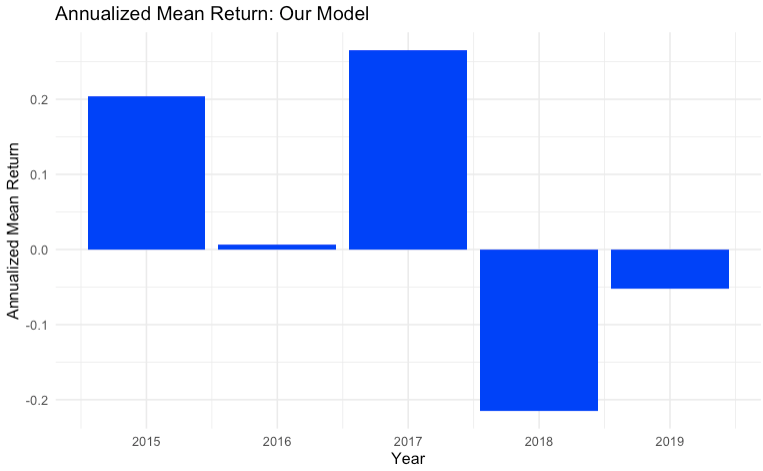 Annualized Mean Return: Our Model
Annualized Mean Return
0.2
0.1
0.0
-0.1
-0.2
2015 2016 2017 2018 2019
Year